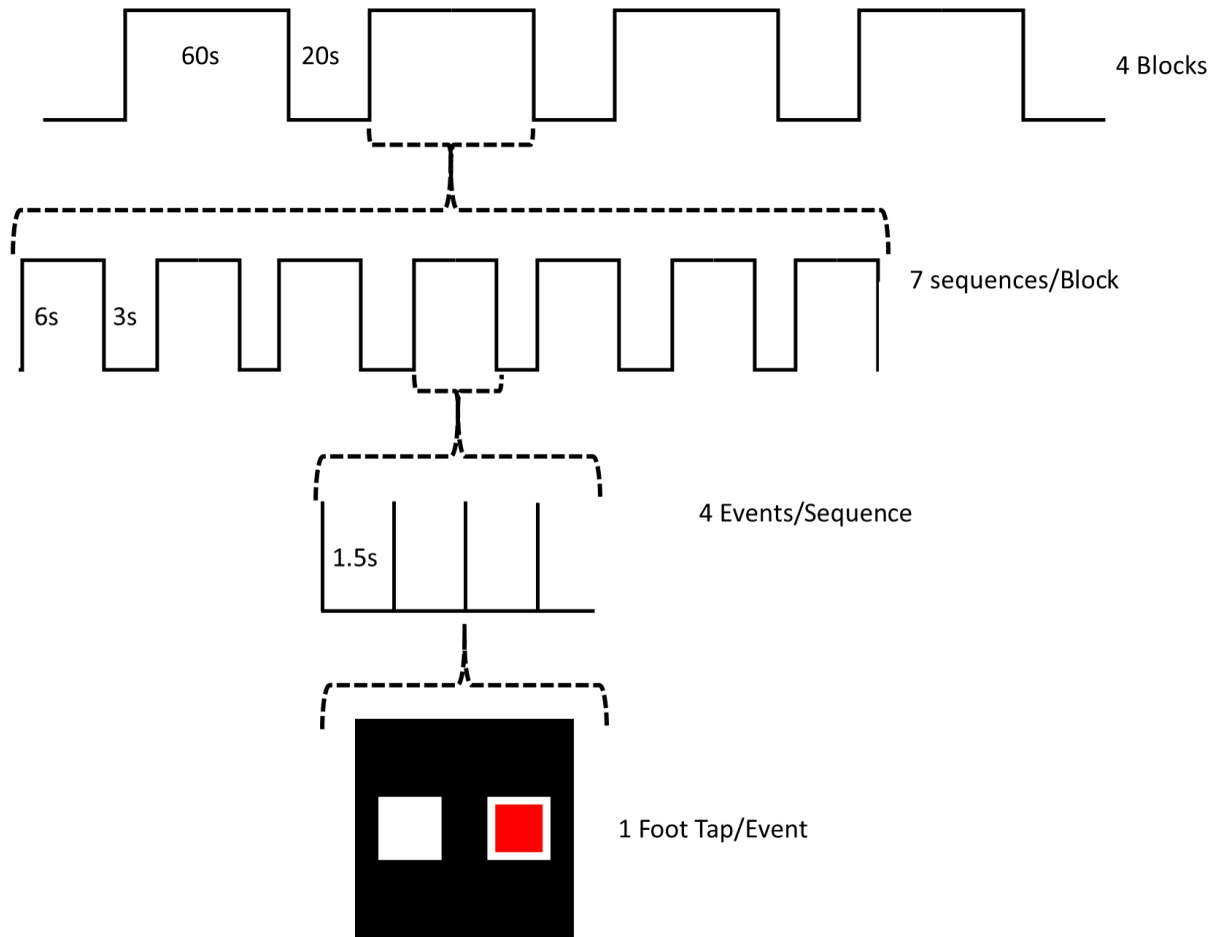 60s
20s
4 Blocks
6s
3s
7 sequences/Block
1.5s
4 Events/Sequence
1 Foot Tap/Event